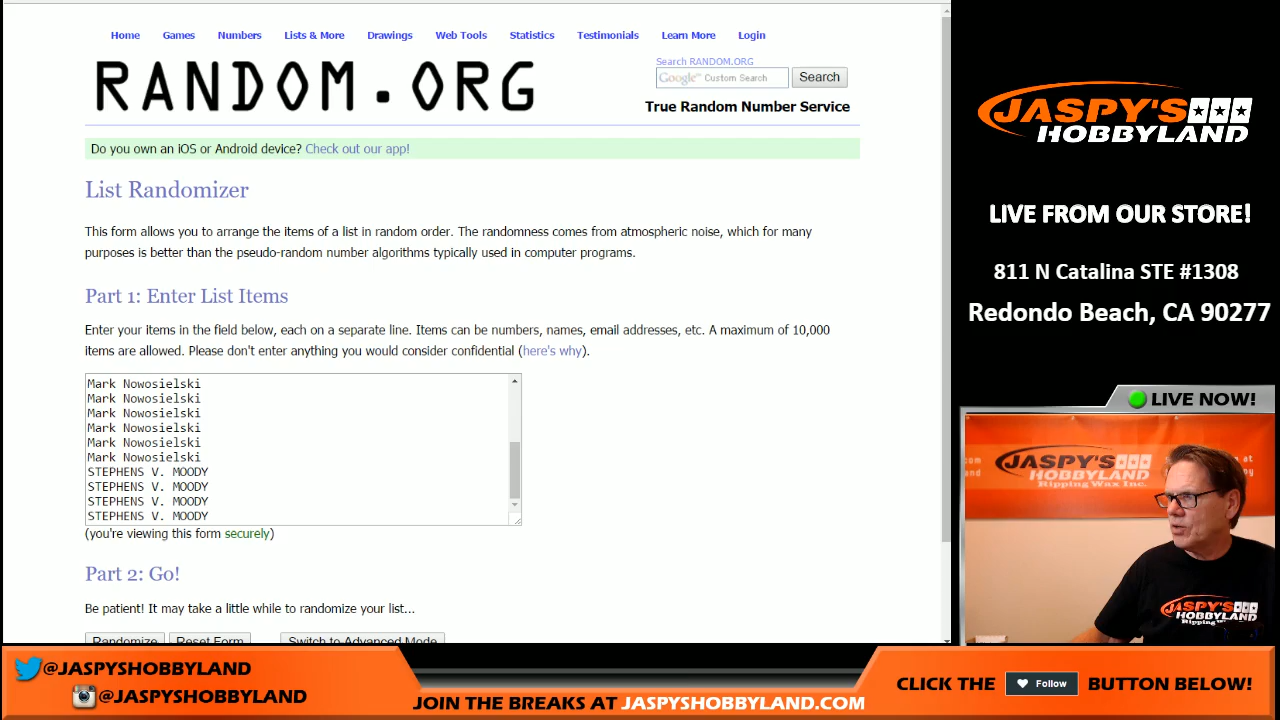 Home Games Numbers Lists & More Drawings Web Tools Statistics Testimonials Learn More Login
RANDOM.ORG
Search RANDOM.ORG
Google™ Custom Search Search
True Random Number Service
Do you own an iOS or Android device? Check out our app!
List Randomizer
This form allows you to arrange the items of a list in random order. The randomness comes from atmospheric noise, which for many
purposes is better than the pseudo-random number algorithms typically used in computer programs.
Part 1: Enter List Items
Enter your items in the field below, each on a separate line. Items can be numbers, names, email addresses, etc. A maximum of 10,000
items are allowed. Please don't enter anything you would consider confidential (here's why).
Mark Nowosielski
Mark Nowosielski
Mark Nowosielski
Mark Nowosielski
Mark Nowosielski
Mark Nowosielski
STEPHENS V. MOODY
STEPHENS V. MOODY
STEPHENS V. MOODY
STEPHENS V. MOODY
(you're viewing this form securely)
Part 2: Go!
Be patient! It may take a little while to randomize your list...
Randomize Reset Form Switch to Advanced Mode
JASPY'S
HOBBYLAND
LIVE FROM OUR STORE!
811 N Catalina STE #1308
Redondo Beach, CA 90277
LIVE NOW!
JASPY'S
HOBBYLAND
Ripping Wax Inc.
JASPY'S
HOBBYLAND
@JASPYSHOBBYLAND
@JASPYSHOBBYLAND
JOIN THE BREAKS AT JASPYSHOBBYLAND.COM
CLICK THE Follow BUTTON BELOW!